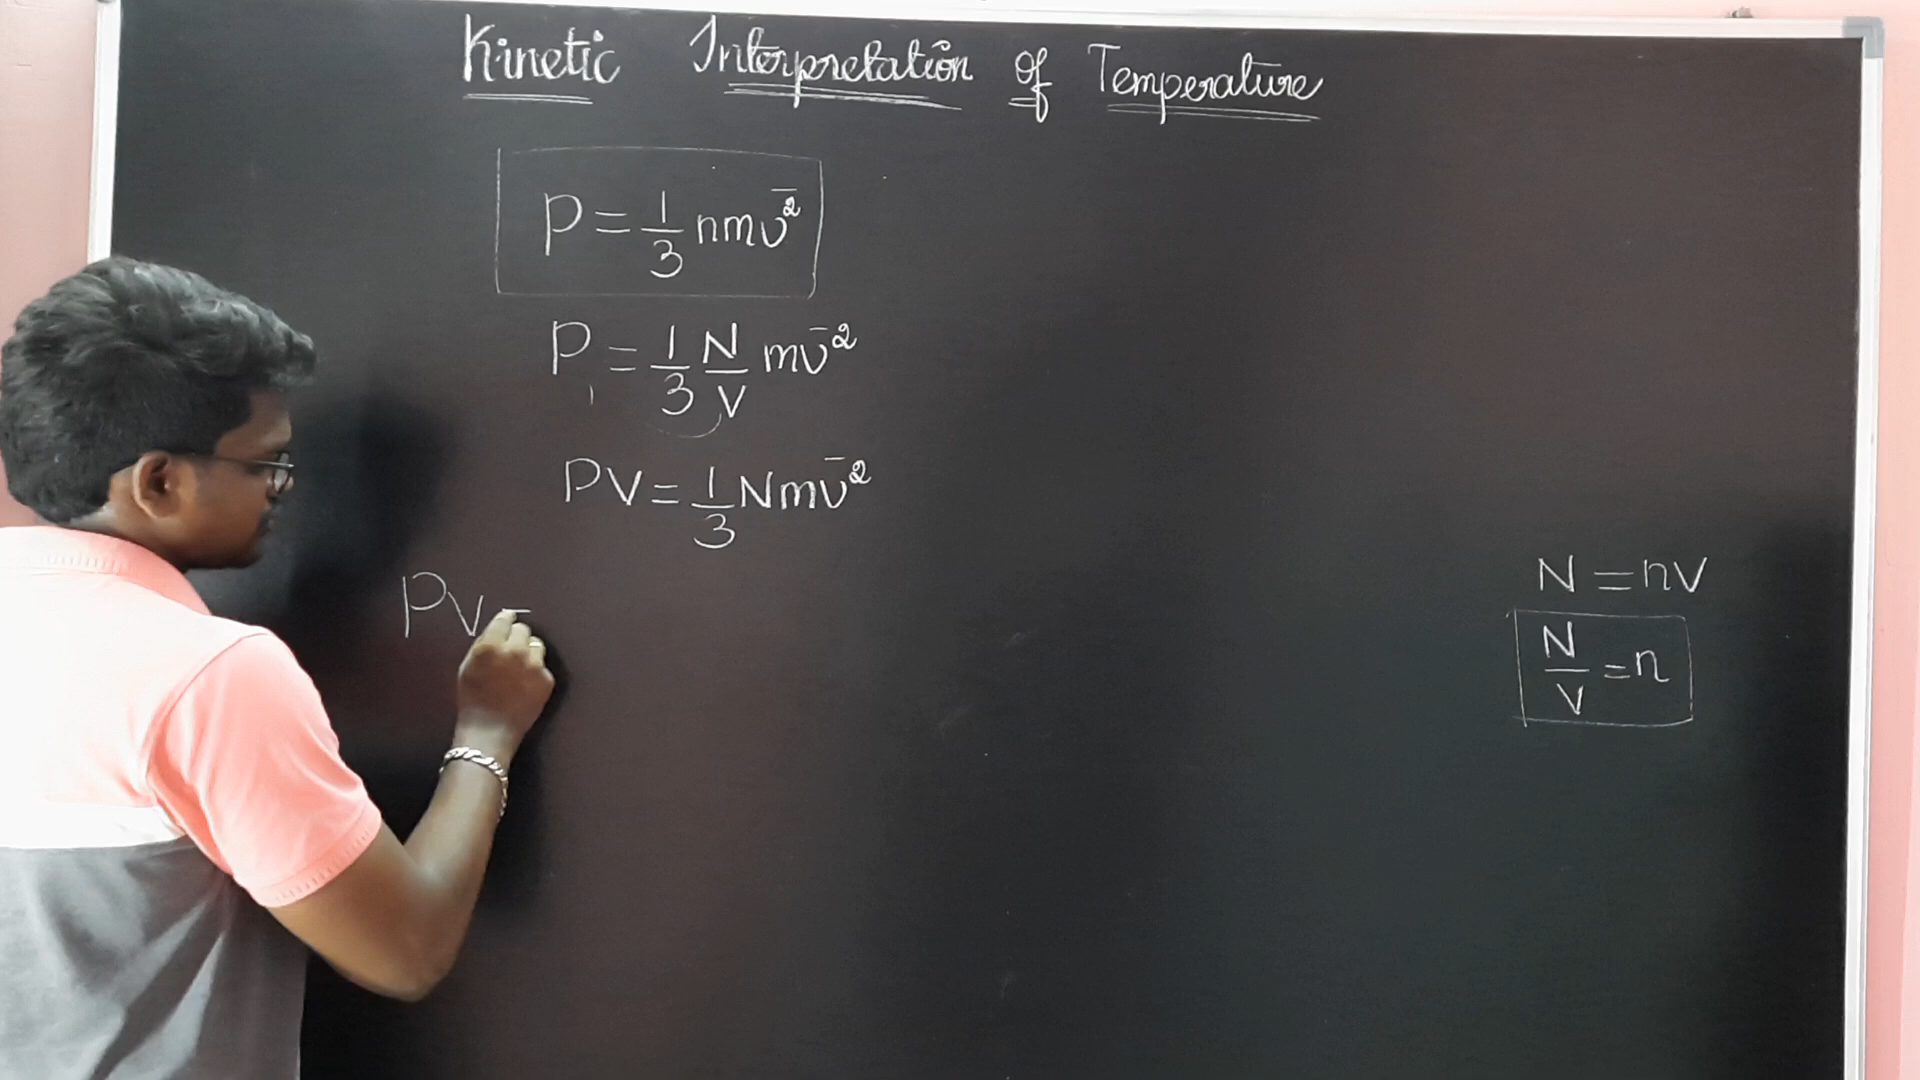 Kinetic Interpretation of Temperature
P = 1/3 nmv̄²
P = 1/3 N/V mv̄²
PV = 1/3 Nmv̄²
PV =
N = nV
N/V = n